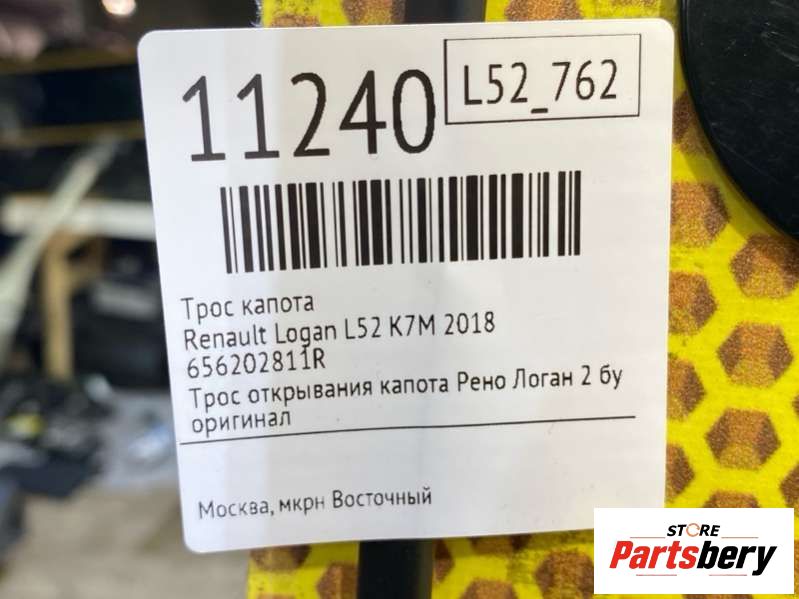 11240
L52_762
Трос капота
Renault Logan L52 K7M 2018
656202811R
Трос открывания капота Рено Логан 2 бу
оригинал
Москва, мкрн Восточный
STORE
Partsbery